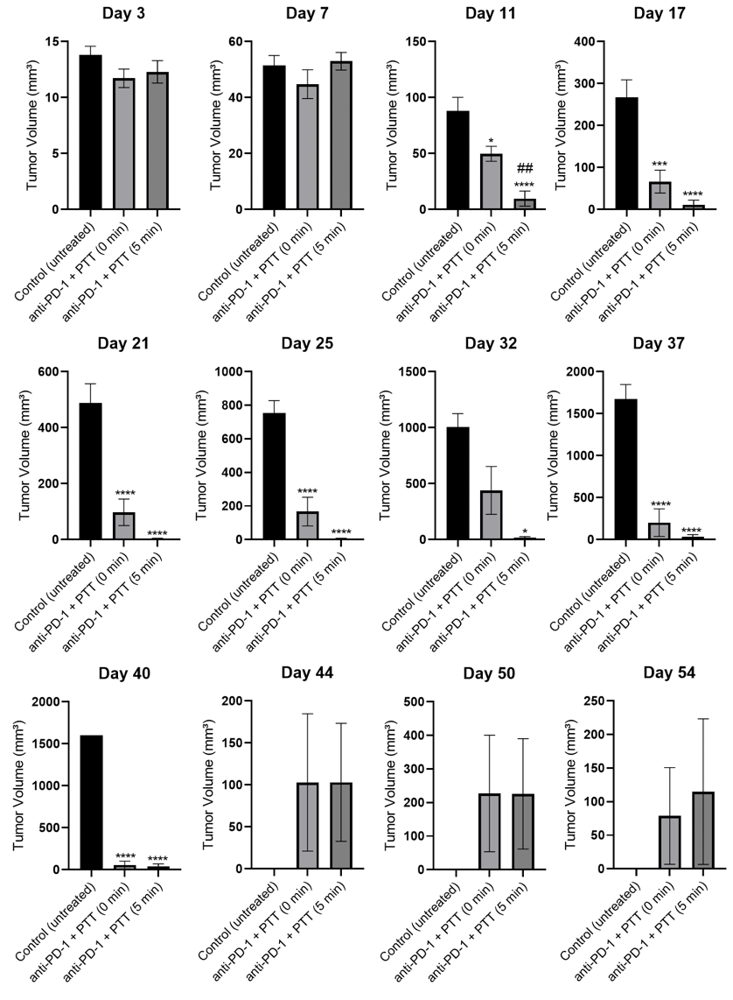 Day 3
Tumor Volume (mm³)
15
10
5
0
Control (untreated)
anti-PD-1 + PTT (0 min)
anti-PD-1 + PTT (5 min)
Day 7
Tumor Volume (mm³)
60
40
20
0
Control (untreated)
anti-PD-1 + PTT (0 min)
anti-PD-1 + PTT (5 min)
Day 11
Tumor Volume (mm³)
150
100
50
0
*
##
****
Control (untreated)
anti-PD-1 + PTT (0 min)
anti-PD-1 + PTT (5 min)
Day 17
Tumor Volume (mm³)
400
300
200
100
0
***
****
Control (untreated)
anti-PD-1 + PTT (0 min)
anti-PD-1 + PTT (5 min)
Day 21
Tumor Volume (mm³)
600
400
200
0
****
****
Control (untreated)
anti-PD-1 + PTT (0 min)
anti-PD-1 + PTT (5 min)
Day 25
Tumor Volume (mm³)
1000
800
600
400
200
0
****
****
Control (untreated)
anti-PD-1 + PTT (0 min)
anti-PD-1 + PTT (5 min)
Day 32
Tumor Volume (mm³)
1500
1000
500
0
*
Control (untreated)
anti-PD-1 + PTT (0 min)
anti-PD-1 + PTT (5 min)
Day 37
Tumor Volume (mm³)
2000
1500
1000
500
0
****
****
Control (untreated)
anti-PD-1 + PTT (0 min)
anti-PD-1 + PTT (5 min)
Day 40
Tumor Volume (mm³)
2000
1500
1000
500
0
****
****
Control (untreated)
anti-PD-1 + PTT (0 min)
anti-PD-1 + PTT (5 min)
Day 44
Tumor Volume (mm³)
200
150
100
50
0
Control (untreated)
anti-PD-1 + PTT (0 min)
anti-PD-1 + PTT (5 min)
Day 50
Tumor Volume (mm³)
500
400
300
200
100
0
Control (untreated)
anti-PD-1 + PTT (0 min)
anti-PD-1 + PTT (5 min)
Day 54
Tumor Volume (mm³)
250
200
150
100
50
0
Control (untreated)
anti-PD-1 + PTT (0 min)
anti-PD-1 + PTT (5 min)